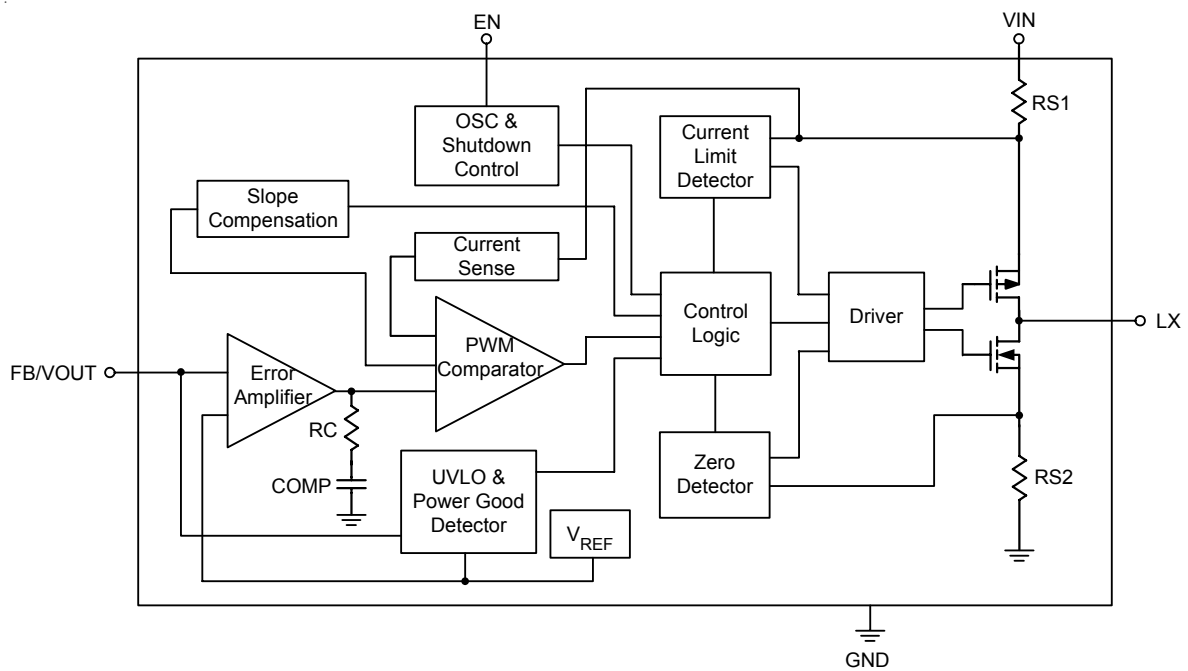 EN
VIN
RS1
OSC &
Shutdown
Control
Current
Limit
Detector
Slope
Compensation
Current
Sense
Control
Logic
Driver
LX
PWM
Comparator
FB/VOUT
Error
Amplifier
RC
COMP
UVLO &
Power Good
Detector
Zero
Detector
RS2
VREF
GND